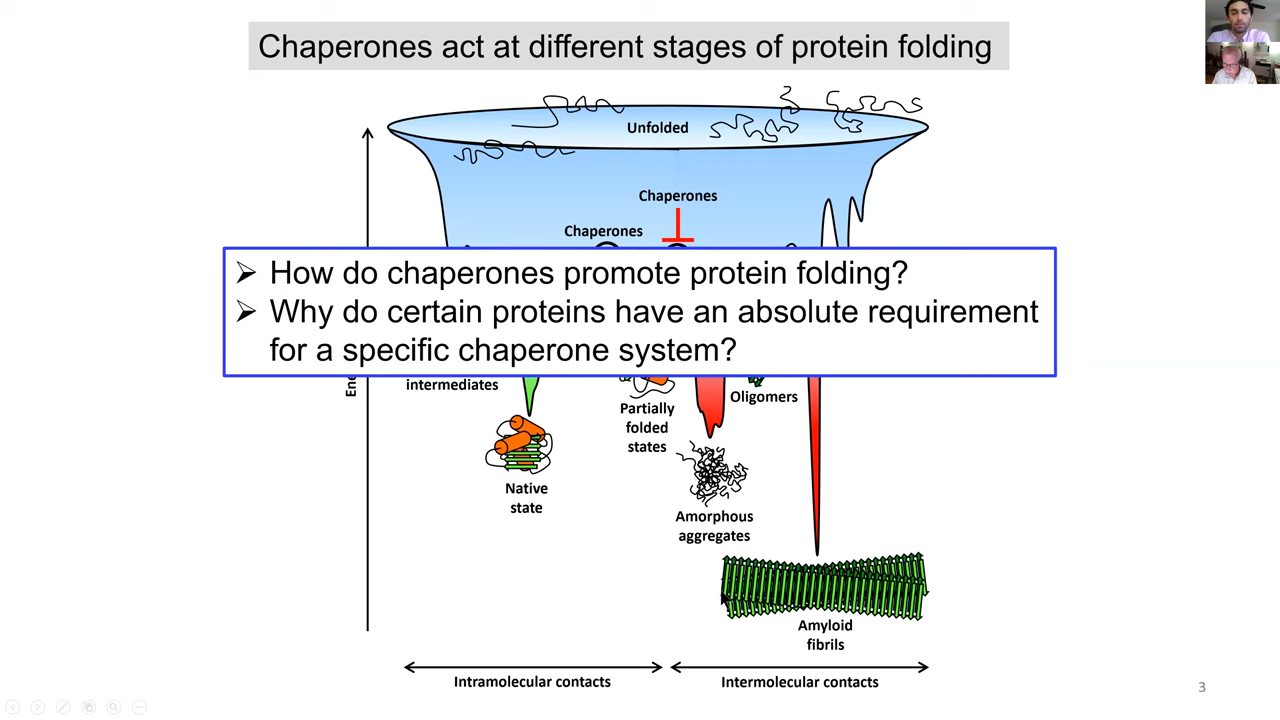 Chaperones act at different stages of protein folding
Unfolded
Chaperones
Chaperones
➢ How do chaperones promote protein folding?
➢ Why do certain proteins have an absolute requirement
for a specific chaperone system?
Ene
intermediates
Partially
folded
states
Oligomers
Native
state
Amorphous
aggregates
Amyloid
fibrils
Intramolecular contacts
Intermolecular contacts
3